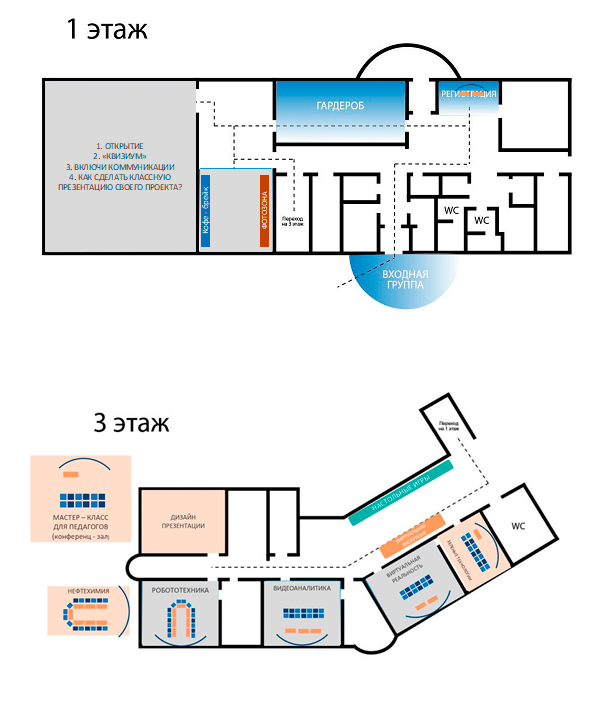 1 этаж
ГАРДЕРОБ
РЕГИСТРАЦИЯ
1. ОТКРЫТИЕ
2. «КВИЗИУМ»
3. ВКЛЮЧИ КОММУНИКАЦИИ
4. КАК СДЕЛАТЬ КЛАССНУЮ
ПРЕЗЕНТАЦИЮ СВОЕГО ПРОЕКТА?
Кофе - брейк
ФОТОЗОНА
Переход
на 3 этаж
WC
WC
ВХОДНАЯ
ГРУППА
3 этаж
Переход
на 1 этаж
НАСТОЛЬНЫЕ ИГРЫ
МАСТЕР – КЛАСС
ДЛЯ ПЕДАГОГОВ
(конференц - зал)
ДИЗАЙН
ПРЕЗЕНТАЦИИ
ВИРТУАЛЬНАЯ
WC
ТЕХНОЛОГИИ
ВИРТУАЛЬНАЯ
РЕАЛЬНОСТЬ
НЕФТЕХИМИЯ
РОБОТОТЕХНИКА
ВИДЕОАНАЛИТИКА